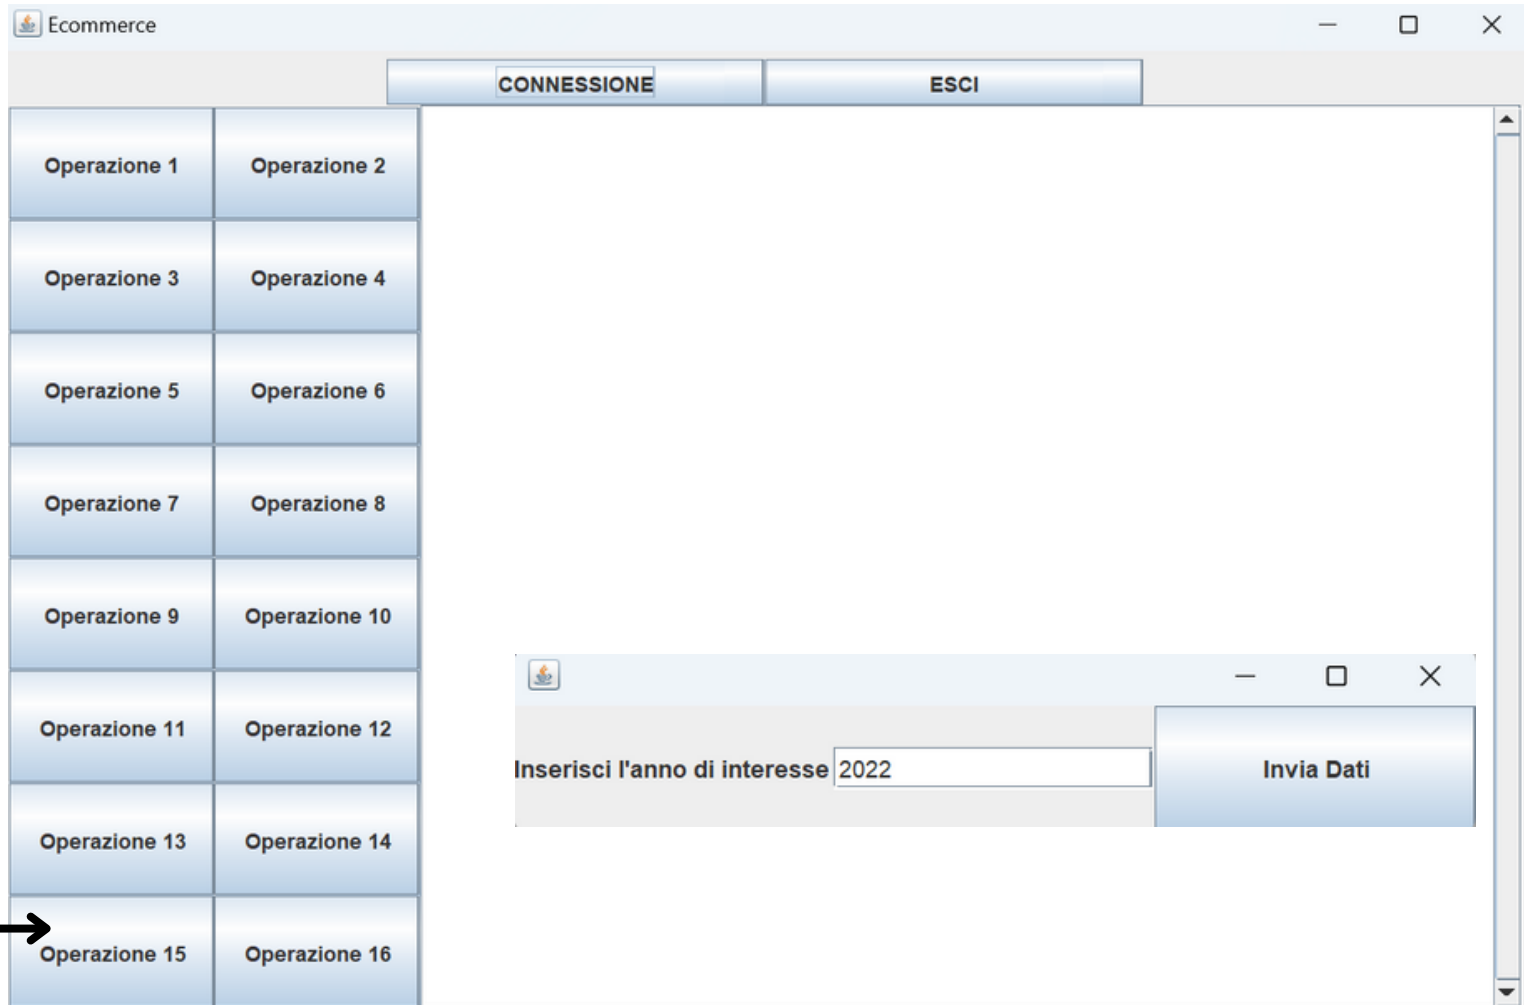 Ecommerce
CONNESSIONE ESCI
Operazione 1 Operazione 2
Operazione 3 Operazione 4
Operazione 5 Operazione 6
Operazione 7 Operazione 8
Operazione 9 Operazione 10
Operazione 11 Operazione 12
Inserisci l'anno di interesse 2022 Invia Dati
Operazione 13 Operazione 14
Operazione 15 Operazione 16